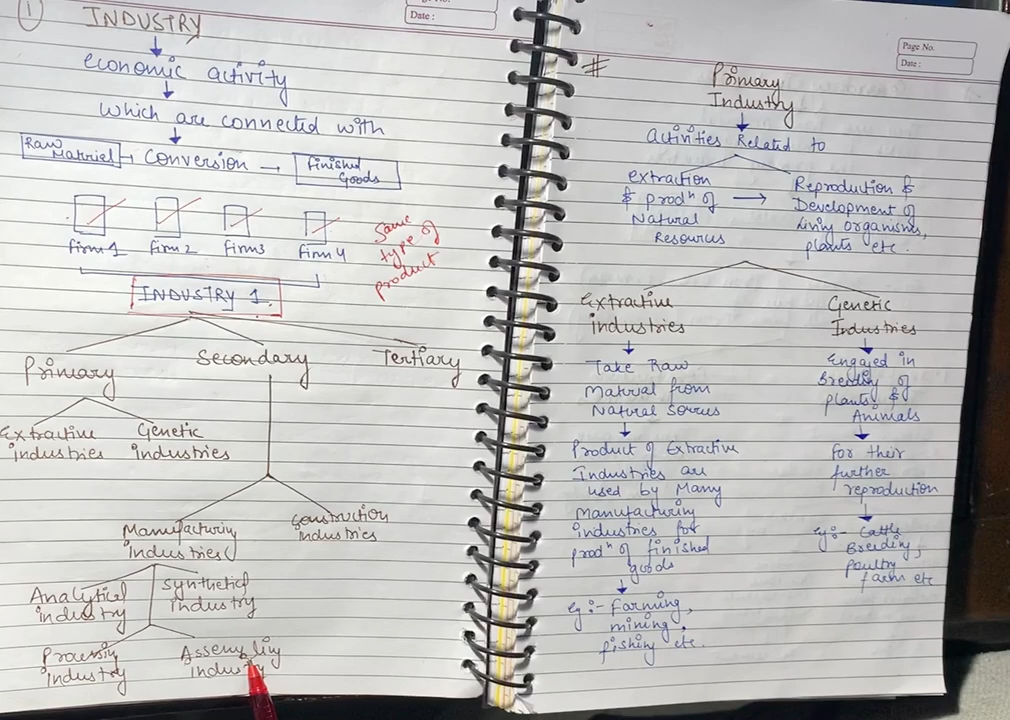 1
INDUSTRY
Date :
economic activity
which are connected with
Raw
Matriel
Conversion
Finished
Goods
Firm 1
Firm 2
Firm 3
Firm 4
Same
type of
product
INDUSTRY 1
Primary
Secondary
Tertiary
Extractive
industries
Genetic
industries
Manufacturing
industries
Construction
industries
Analytical
industry
Synthetical
industry
Processing
industry
Assembling
industry
Page No.
Date :
#
Primary
Industry
Activities Related to
extraction
& prodⁿ of
Natural
Resources
Reproduction &
Development of
living organisms,
plants etc.
Extractive
industries
Take Raw
Material from
Natural Sources
Product of Extractive
Industries are
used by Many
Manufacturing
industries for
prodⁿ of finished
goods
Eg :- Farming,
mining,
fishing etc.
Genetic
Industries
Engaged in
Breeding of
plants &
Animals
for their
further
reproduction
Eg :- Cattle
Breeding,
Poultry
farm etc